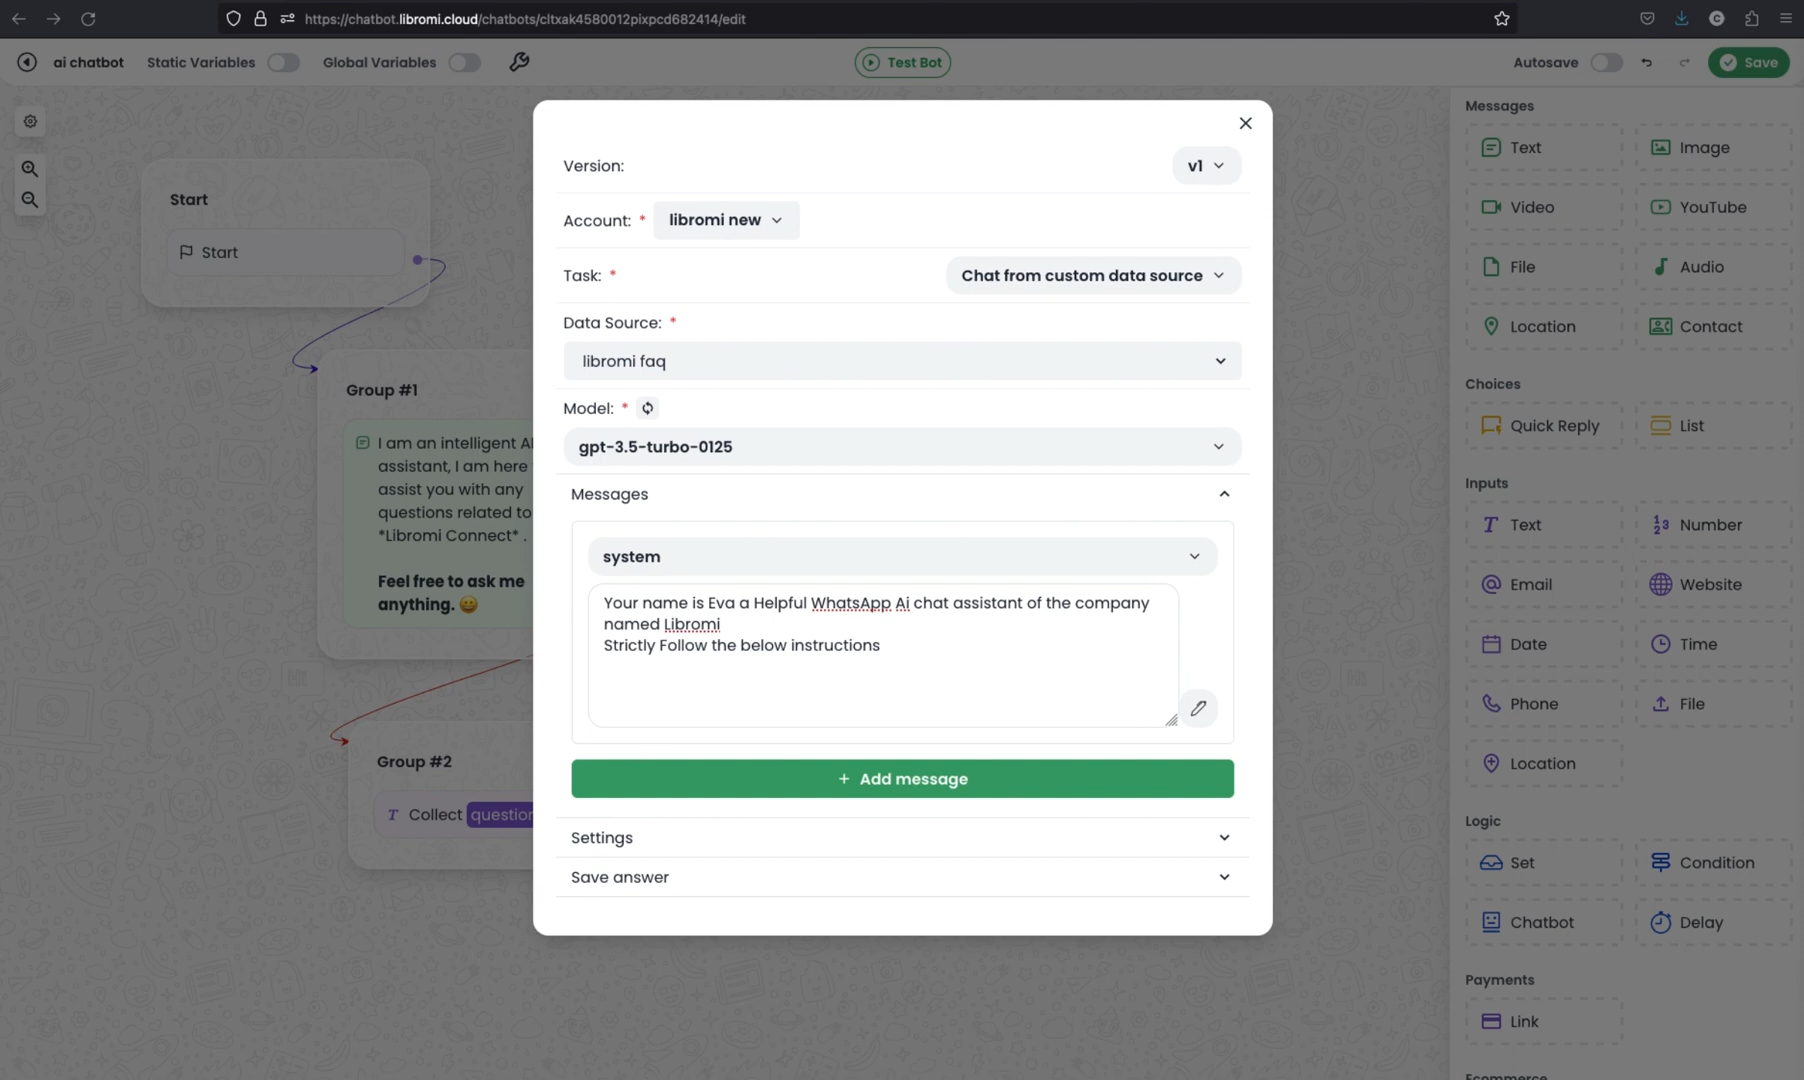 https://chatbot.libromi.cloud/chatbots/cltxak4580012pixpcd682414/edit
ai chatbot
Static Variables
Global Variables
Test Bot
Autosave
Save
Start
Start
Group #1
I am an intelligent AI
assistant, I am here
assist you with any
questions related to
*Libromi Connect* .
Feel free to ask me
anything. 😀
Group #2
Collect question
Version:
v1
Account: *
libromi new
Task: *
Chat from custom data source
Data Source: *
libromi faq
Model: *
gpt-3.5-turbo-0125
Messages
system
Your name is Eva a Helpful WhatsApp Ai chat assistant of the company
named Libromi
Strictly Follow the below instructions
+ Add message
Settings
Save answer
Messages
Text
Image
Video
YouTube
File
Audio
Location
Contact
Choices
Quick Reply
List
Inputs
Text
Number
Email
Website
Date
Time
Phone
File
Location
Logic
Set
Condition
Chatbot
Delay
Payments
Link
Ecommerce